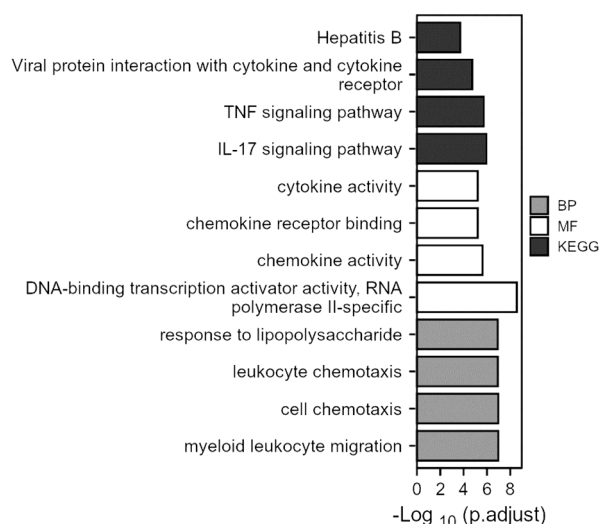 Hepatitis B
Viral protein interaction with cytokine and cytokine
receptor
TNF signaling pathway
IL-17 signaling pathway
cytokine activity
chemokine receptor binding
chemokine activity
DNA-binding transcription activator activity, RNA
polymerase II-specific
response to lipopolysaccharide
leukocyte chemotaxis
cell chemotaxis
myeloid leukocyte migration
BP
MF
KEGG
0 2 4 6 8
-Log 10 (p.adjust)